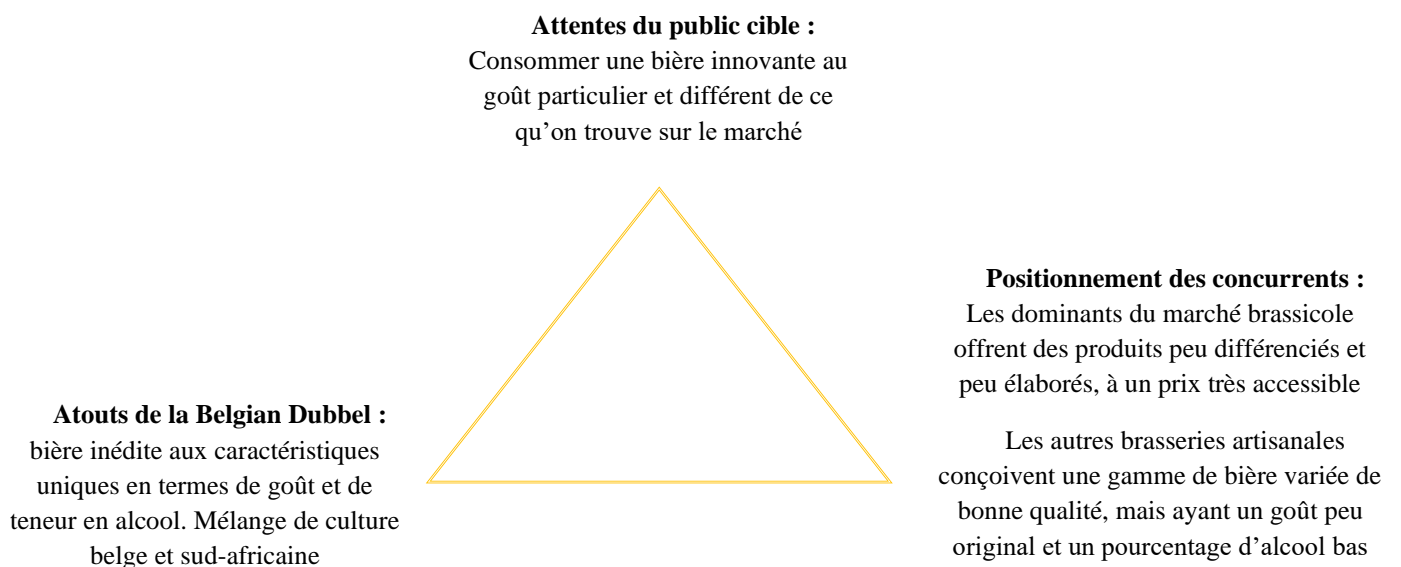 Attentes du public cible :
Consommer une bière innovante au
goût particulier et différent de ce
qu’on trouve sur le marché
Positionnement des concurrents :
Les dominants du marché brassicole
offrent des produits peu différenciés et
peu élaborés, à un prix très accessible
Les autres brasseries artisanales
conçoivent une gamme de bière variée de
bonne qualité, mais ayant un goût peu
original et un pourcentage d’alcool bas
Atouts de la Belgian Dubbel :
bière inédite aux caractéristiques
uniques en termes de goût et de
teneur en alcool. Mélange de culture
belge et sud-africaine